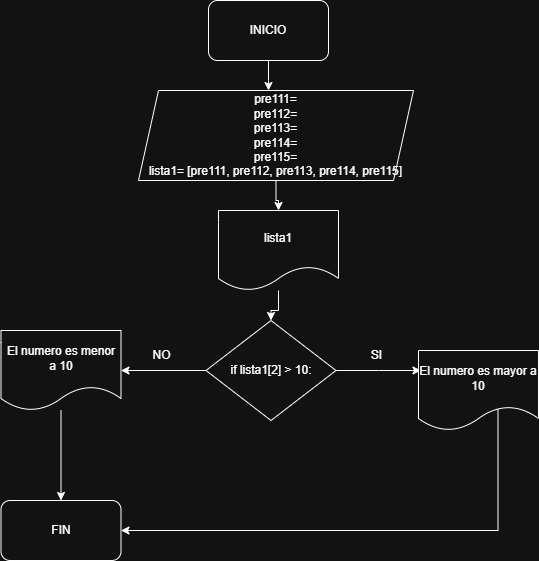 INICIO
pre111=
pre112=
pre113=
pre114=
pre115=
lista1= [pre111, pre112, pre113, pre114, pre115]
lista1
if lista1[2] > 10:
NO
SI
El numero es menor
a 10
El numero es mayor a
10
FIN